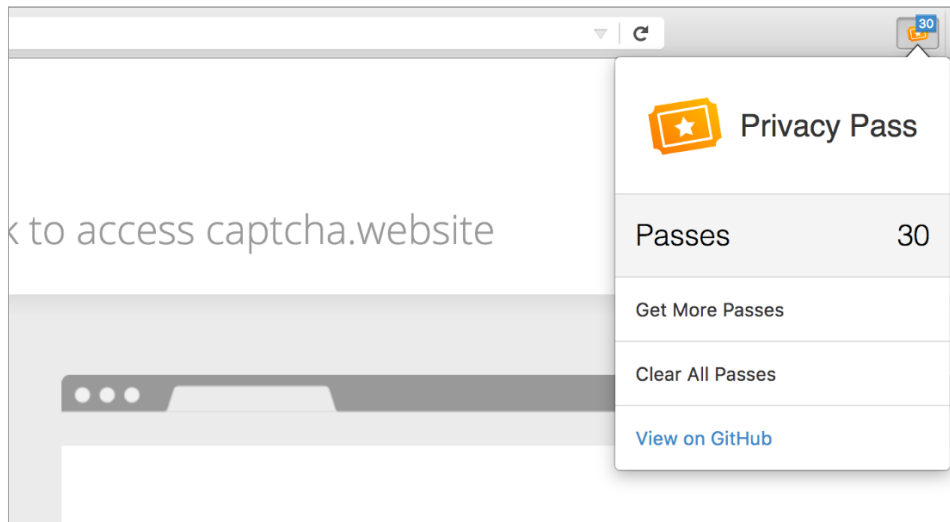 30
Privacy Pass
to access captcha.website
Passes 30
Get More Passes
Clear All Passes
View on GitHub